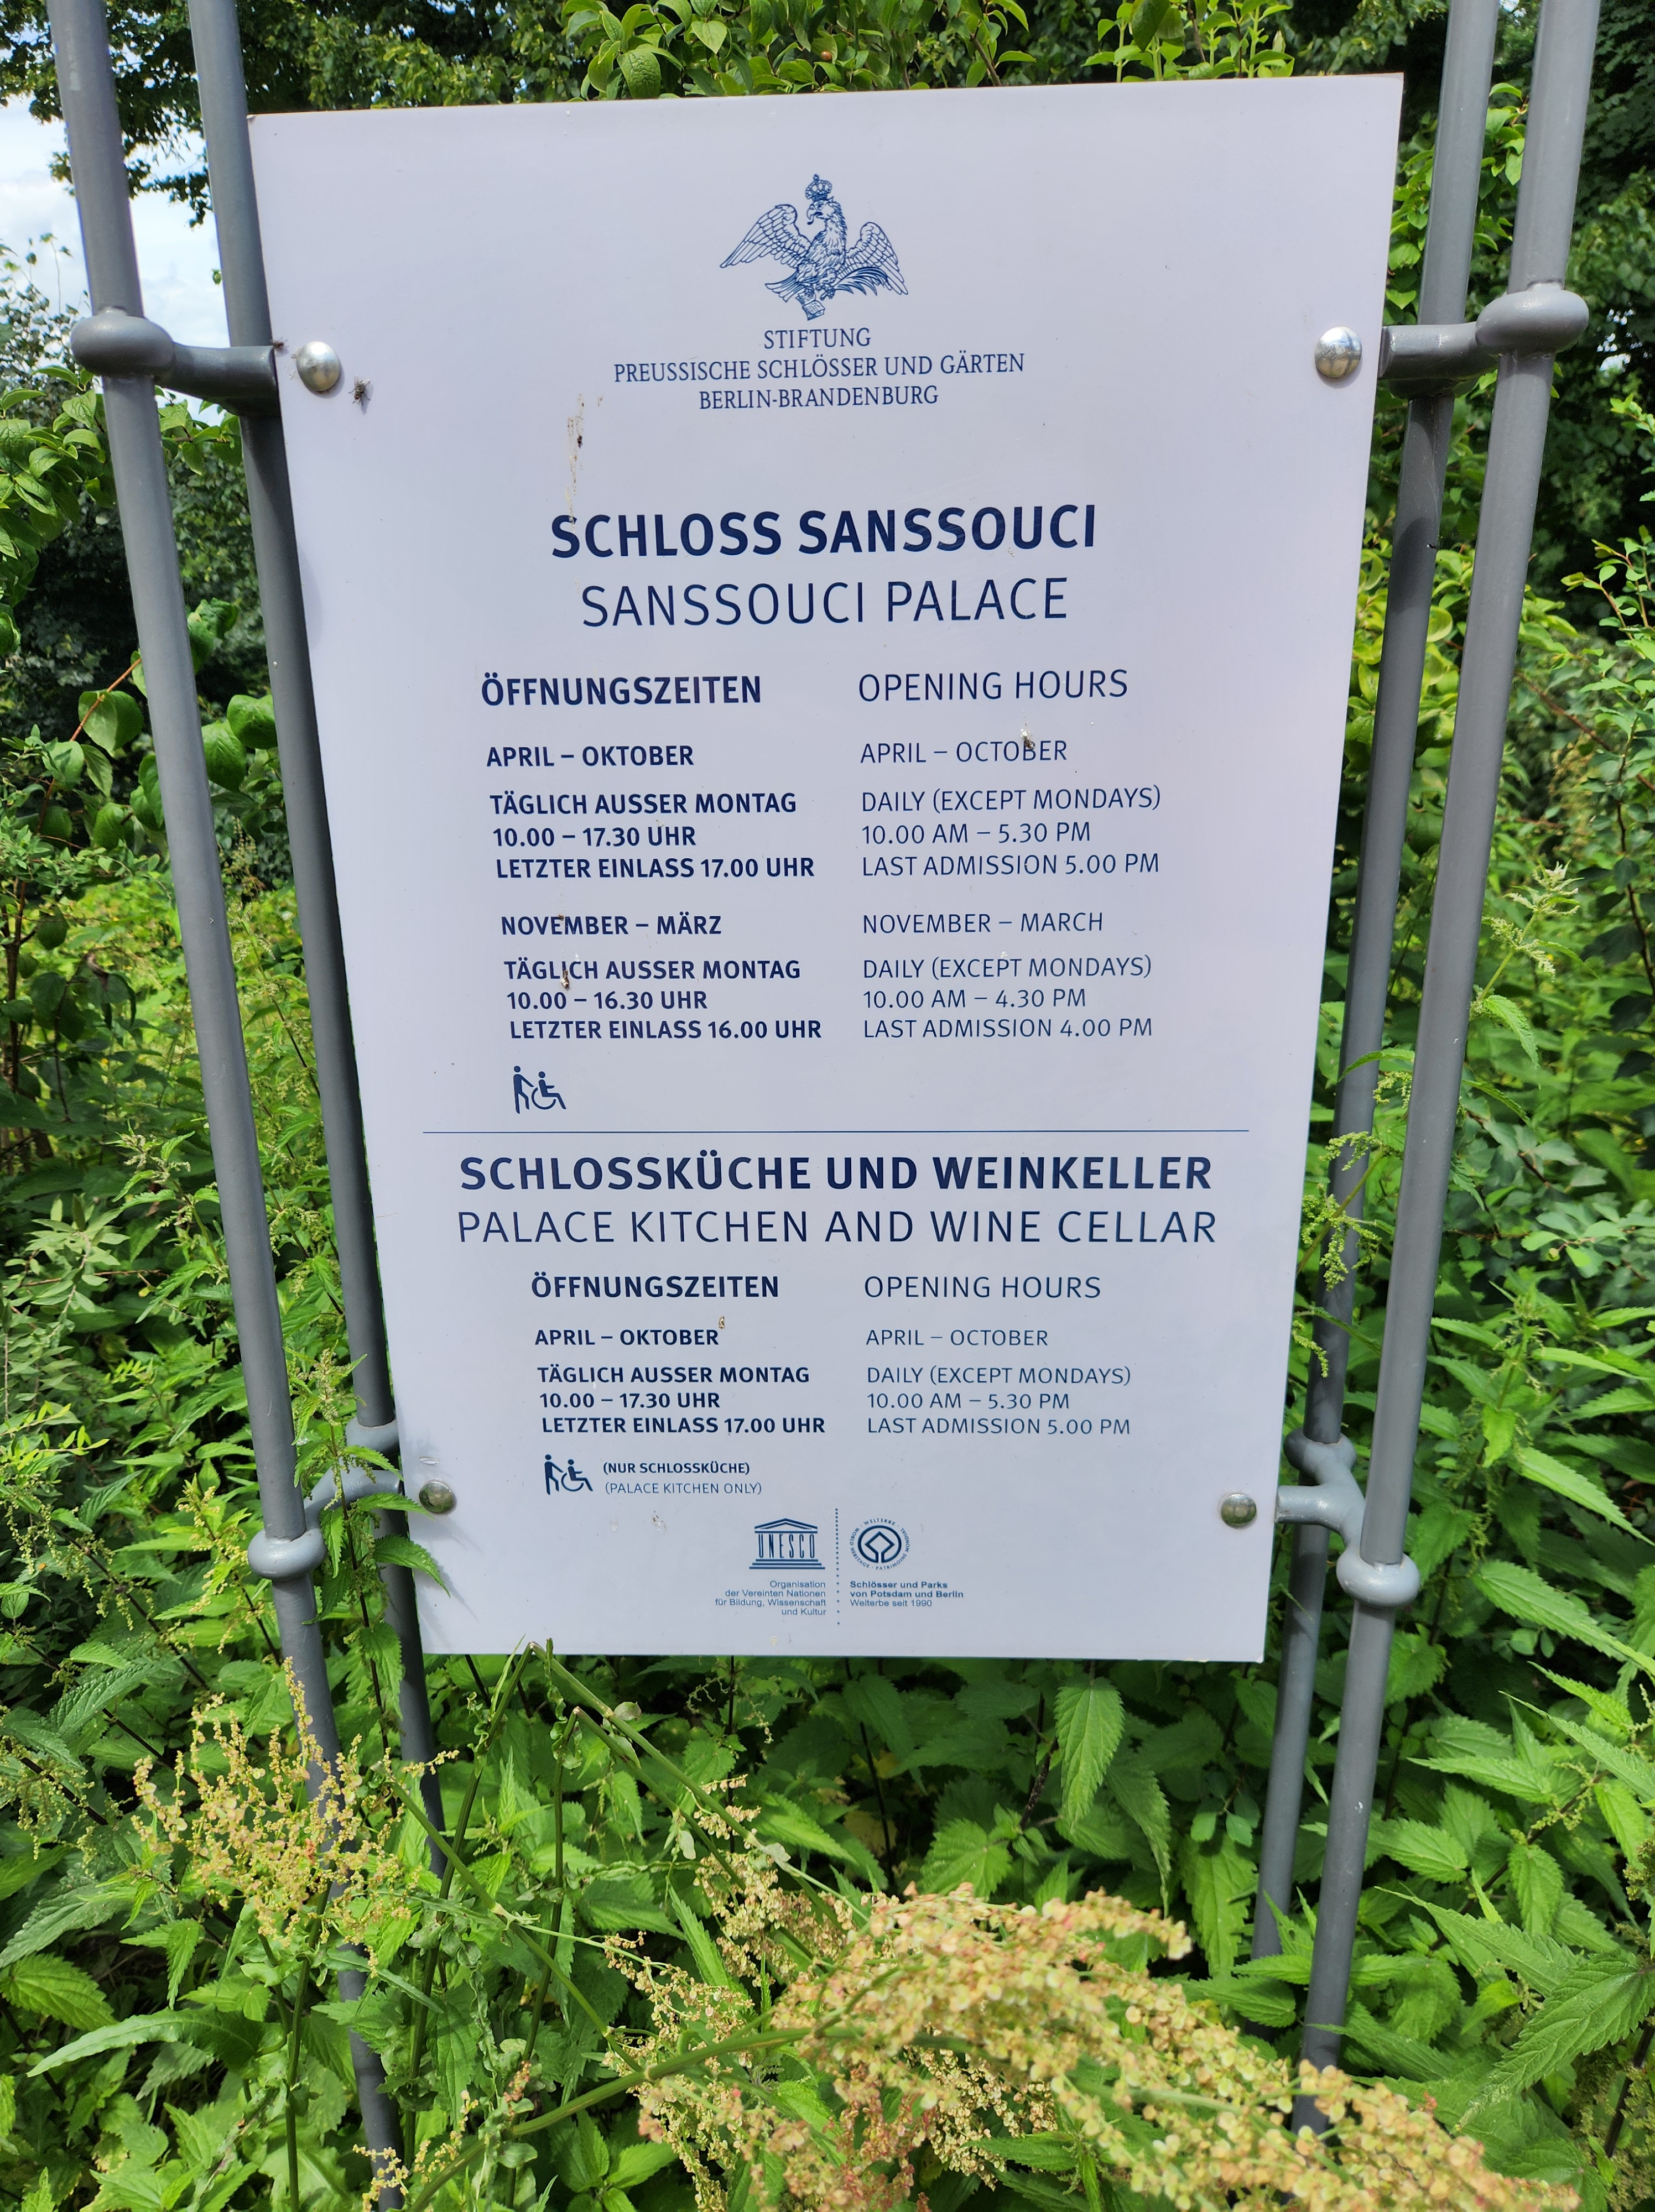 STIFTUNG
PREUSSISCHE SCHLÖSSER UND GÄRTEN
BERLIN-BRANDENBURG
SCHLOSS SANSSOUCI
SANSSOUCI PALACE
ÖFFNUNGSZEITEN
APRIL – OKTOBER
TÄGLICH AUSSER MONTAG
10.00 – 17.30 UHR
LETZTER EINLASS 17.00 UHR
NOVEMBER – MÄRZ
TÄGLICH AUSSER MONTAG
10.00 – 16.30 UHR
LETZTER EINLASS 16.00 UHR
OPENING HOURS
APRIL – OCTOBER
DAILY (EXCEPT MONDAYS)
10.00 AM – 5.30 PM
LAST ADMISSION 5.00 PM
NOVEMBER – MARCH
DAILY (EXCEPT MONDAYS)
10.00 AM – 4.30 PM
LAST ADMISSION 4.00 PM
SCHLOSSKÜCHE UND WEINKELLER
PALACE KITCHEN AND WINE CELLAR
ÖFFNUNGSZEITEN
APRIL – OKTOBER
TÄGLICH AUSSER MONTAG
10.00 – 17.30 UHR
LETZTER EINLASS 17.00 UHR
(NUR SCHLOSSKÜCHE)
(PALACE KITCHEN ONLY)
OPENING HOURS
APRIL – OCTOBER
DAILY (EXCEPT MONDAYS)
10.00 AM – 5.30 PM
LAST ADMISSION 5.00 PM
UNESCO
Organisation
der Vereinten Nationen
für Bildung, Wissenschaft
und Kultur
WELTERBE · PATRIMOINE MONDIAL · WORLD HERITAGE
Schlösser und Parks
von Potsdam und Berlin
Welterbe seit 1990